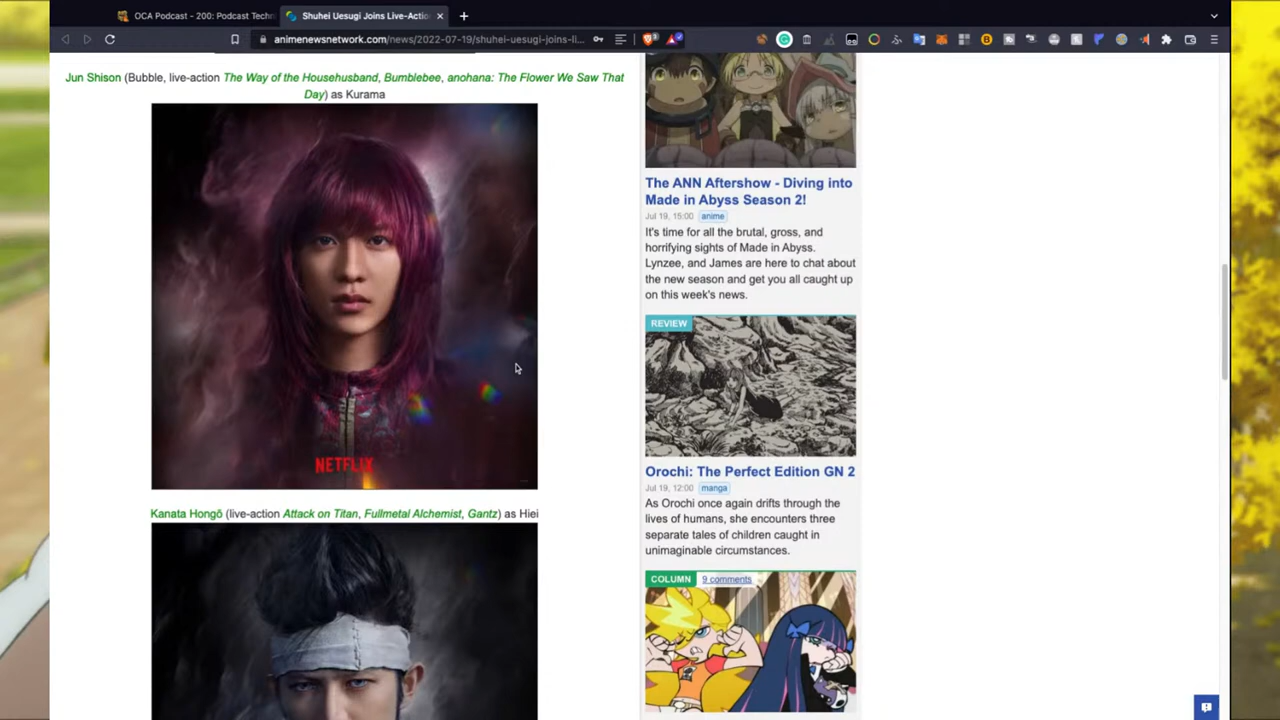 OCA Podcast - 200: Podcast Techn
Shuhei Uesugi Joins Live-Actio
animenewsnetwork.com/news/2022-07-19/shuhei-uesugi-joins-li...
Jun Shison (Bubble, live-action The Way of the Househusband, Bumblebee, anohana: The Flower We Saw That
Day) as Kurama
NETFLIX
Kanata Hongō (live-action Attack on Titan, Fullmetal Alchemist, Gantz) as Hiei
The ANN Aftershow - Diving into
Made in Abyss Season 2!
Jul 19, 15:00 anime
It's time for all the brutal, gross, and
horrifying sights of Made in Abyss.
Lynzee, and James are here to chat about
the new season and get you all caught up
on this week's news.
REVIEW
Orochi: The Perfect Edition GN 2
Jul 19, 12:00 manga
As Orochi once again drifts through the
lives of humans, she encounters three
separate tales of children caught in
unimaginable circumstances.
COLUMN 9 comments